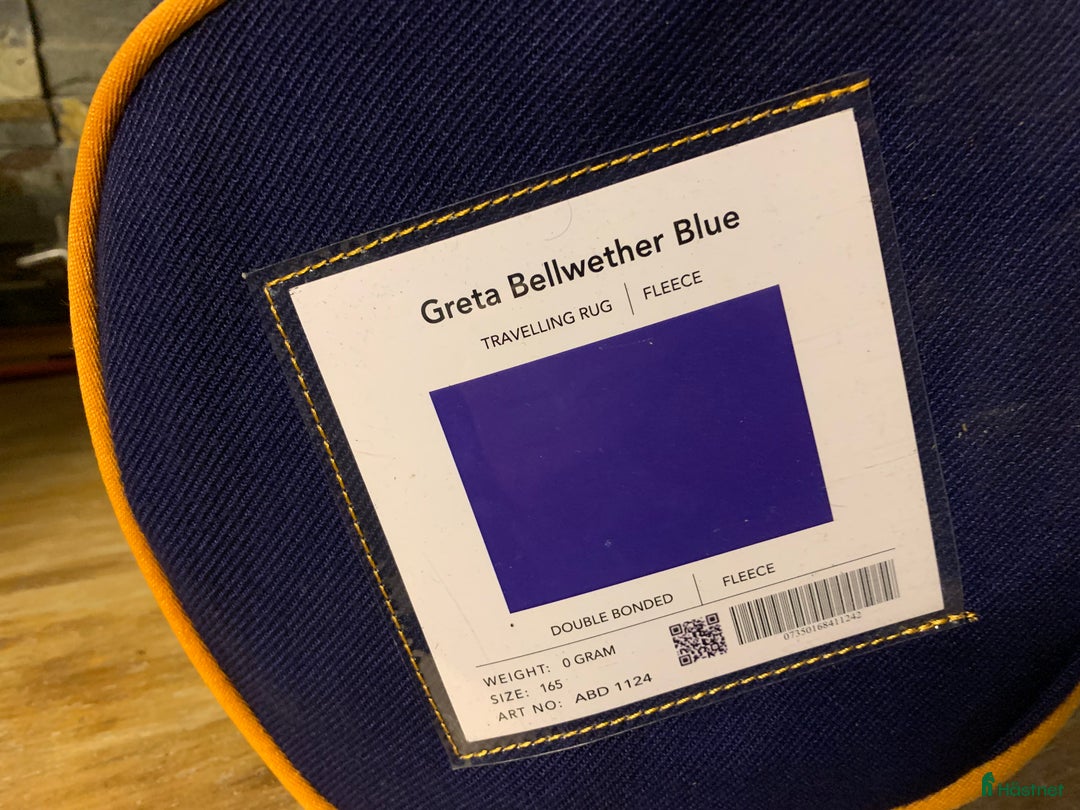 Greta Bellwether Blue
TRAVELLING RUG | FLEECE
DOUBLE BONDED | FLEECE
WEIGHT: 0 GRAM
SIZE: 165
ART NO: ABD 1124
07350168411242
Hästnet